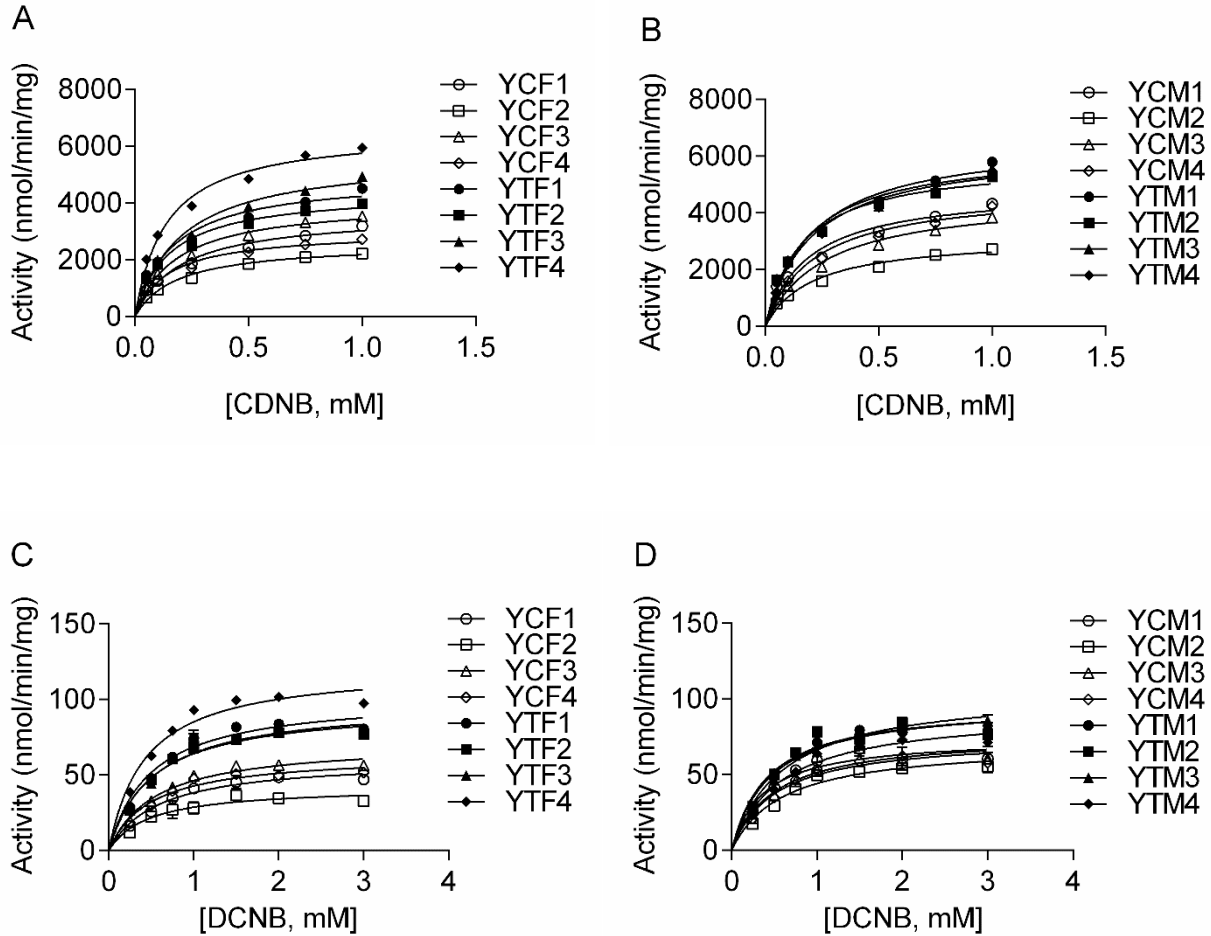 A
Activity (nmol/min/mg)
8000
6000
4000
2000
0
0.0 0.5 1.0 1.5
[CDNB, mM]
YCF1
YCF2
YCF3
YCF4
YTF1
YTF2
YTF3
YTF4
B
Activity (nmol/min/mg)
8000
6000
4000
2000
0
0.0 0.5 1.0 1.5
[CDNB, mM]
YCM1
YCM2
YCM3
YCM4
YTM1
YTM2
YTM3
YTM4
C
Activity (nmol/min/mg)
150
100
50
0
0 1 2 3 4
[DCNB, mM]
YCF1
YCF2
YCF3
YCF4
YTF1
YTF2
YTF3
YTF4
D
Activity (nmol/min/mg)
150
100
50
0
0 1 2 3 4
[DCNB, mM]
YCM1
YCM2
YCM3
YCM4
YTM1
YTM2
YTM3
YTM4